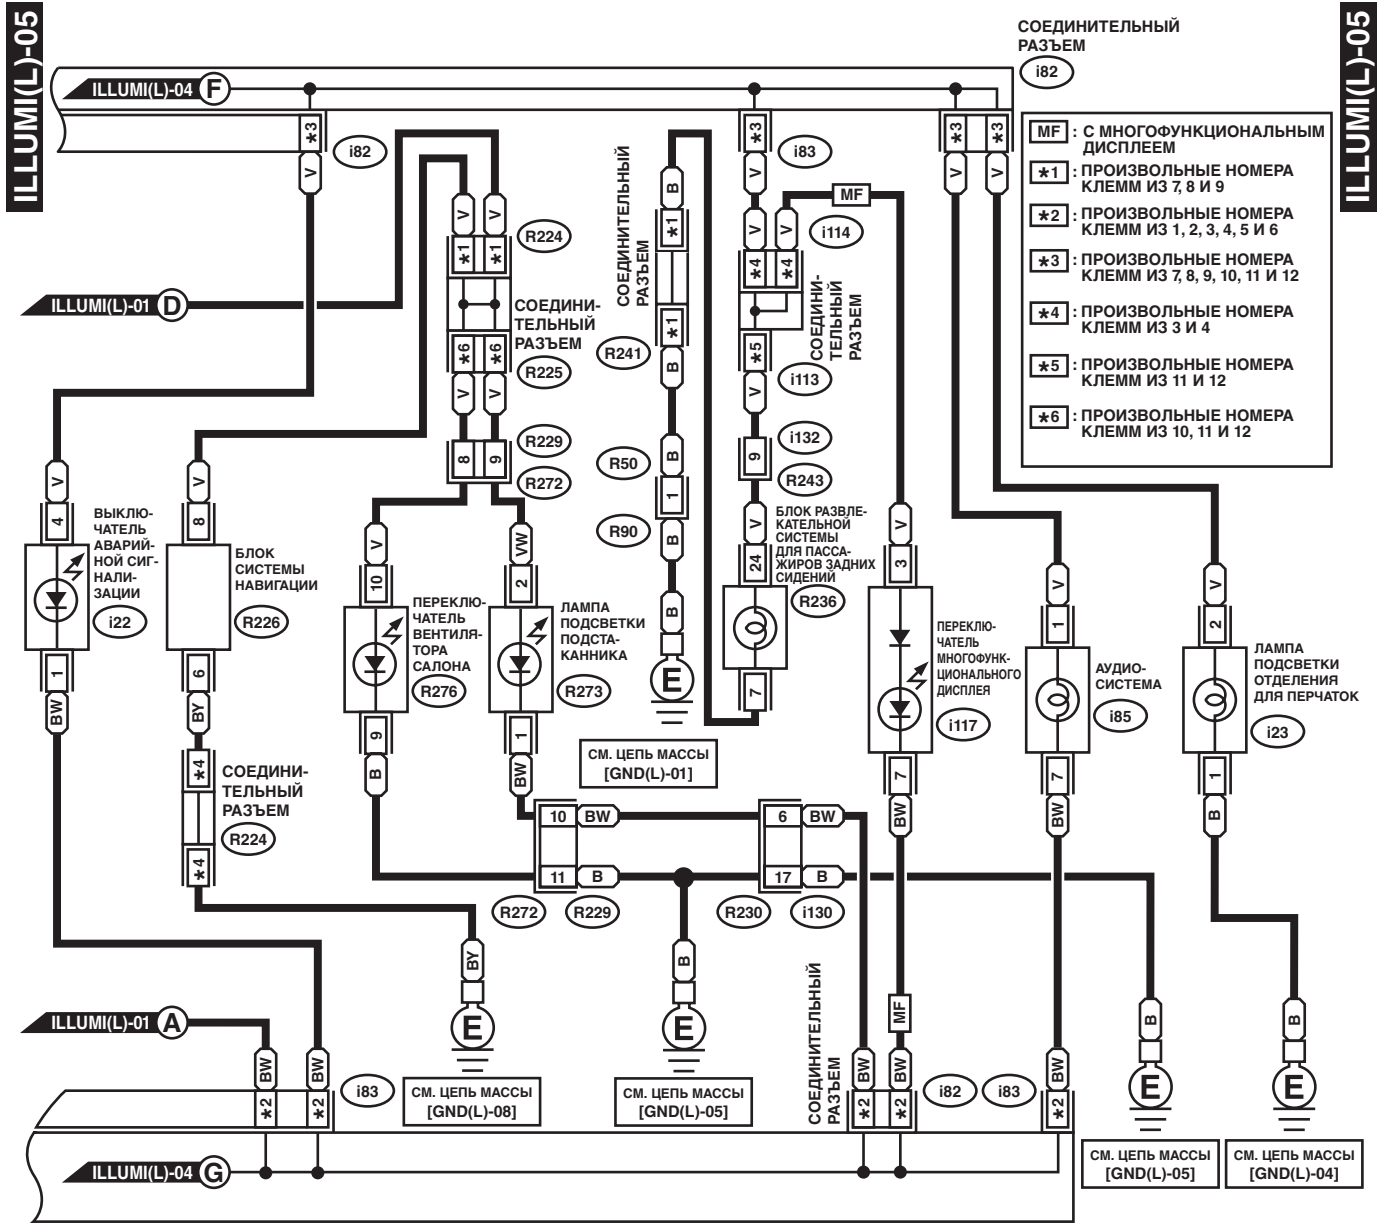 ILLUMI(L)-05
ILLUMI(L)-05
СОЕДИНИТЕЛЬНЫЙ
РАЗЪЕМ
i82
ILLUMI(L)-04 F
*3
*3
*3
*3
i82
i83
V
V
V
V
MF : С МНОГОФУНКЦИОНАЛЬНЫМ
ДИСПЛЕЕМ
*1 : ПРОИЗВОЛЬНЫЕ НОМЕРА
КЛЕММ ИЗ 7, 8 И 9
*2 : ПРОИЗВОЛЬНЫЕ НОМЕРА
КЛЕММ ИЗ 1, 2, 3, 4, 5 И 6
*3 : ПРОИЗВОЛЬНЫЕ НОМЕРА
КЛЕММ ИЗ 7, 8, 9, 10, 11 И 12
*4 : ПРОИЗВОЛЬНЫЕ НОМЕРА
КЛЕММ ИЗ 3 И 4
*5 : ПРОИЗВОЛЬНЫЕ НОМЕРА
КЛЕММ ИЗ 11 И 12
*6 : ПРОИЗВОЛЬНЫЕ НОМЕРА
КЛЕММ ИЗ 10, 11 И 12
V
V
*1
*1
R224
СОЕДИНИ-
ТЕЛЬНЫЙ
РАЗЪЕМ
*6
*6
R225
V
V
8
9
R229
R272
ILLUMI(L)-01 D
СОЕДИНИТЕЛЬНЫЙ
РАЗЪЕМ
B
*1
*1
R241
B
B
R50
1
R90
B
B
E
СМ. ЦЕПЬ МАССЫ
[GND(L)-01]
MF
V
V
i114
*4
*4
СОЕДИНИ-
ТЕЛЬНЫЙ
РАЗЪЕМ
*5
i113
V
i132
9
R243
V
24
БЛОК РАЗВЛЕ-
КАТЕЛЬНОЙ
СИСТЕМЫ
ДЛЯ ПАССА-
ЖИРОВ ЗАДНИХ
СИДЕНИЙ
R236
7
V
4
ВЫКЛЮ-
ЧАТЕЛЬ
АВАРИЙ-
НОЙ СИГ-
НАЛИ-
ЗАЦИИ
i22
1
BW
V
8
БЛОК
СИСТЕМЫ
НАВИГАЦИИ
R226
6
BY
*4
СОЕДИНИ-
ТЕЛЬНЫЙ
РАЗЪЕМ
R224
*4
V
10
ПЕРЕКЛЮ-
ЧАТЕЛЬ
ВЕНТИЛЯ-
ТОРА
САЛОНА
R276
9
B
VW
2
ЛАМПА
ПОДСВЕТКИ
ПОДСТА-
КАННИКА
R273
1
BW
V
3
ПЕРЕКЛЮ-
ЧАТЕЛЬ
МНОГОФУНК-
ЦИОНАЛЬНОГО
ДИСПЛЕЯ
i117
7
BW
V
1
АУДИО-
СИСТЕМА
i85
7
BW
V
2
ЛАМПА
ПОДСВЕТКИ
ОТДЕЛЕНИЯ
ДЛЯ ПЕРЧАТОК
i23
1
B
10 BW
6 BW
11 B
17 B
R272
R229
R230
i130
BY
E
СМ. ЦЕПЬ МАССЫ
[GND(L)-08]
B
E
СМ. ЦЕПЬ МАССЫ
[GND(L)-05]
СОЕДИНИТЕЛЬНЫЙ
РАЗЪЕМ
MF
B
E
СМ. ЦЕПЬ МАССЫ
[GND(L)-05]
B
E
СМ. ЦЕПЬ МАССЫ
[GND(L)-04]
ILLUMI(L)-01 A
BW
BW
BW
BW
BW
i83
i82
i83
*2
*2
*2
*2
*2
ILLUMI(L)-04 G